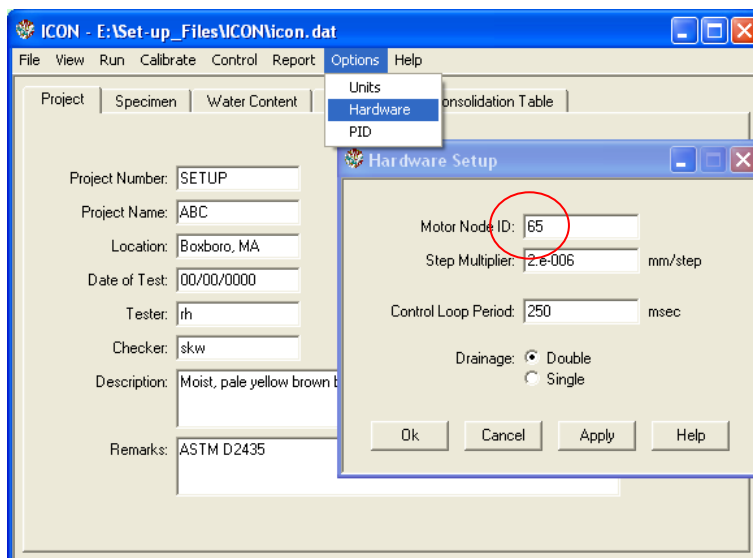 ICON - E:\Set-up_Files\ICON\icon.dat
File View Run Calibrate Control Report Options Help
Units
Hardware
PID
Project Specimen Water Content Consolidation Table
Hardware Setup
Project Number: SETUP
Project Name: ABC
Location: Boxboro, MA
Date of Test: 00/00/0000
Tester: rh
Checker: skw
Description: Moist, pale yellow brown
Remarks: ASTM D2435
Motor Node ID: 65
Step Multiplier: 2.e-006 mm/step
Control Loop Period: 250 msec
Drainage: Double
Single
Ok Cancel Apply Help